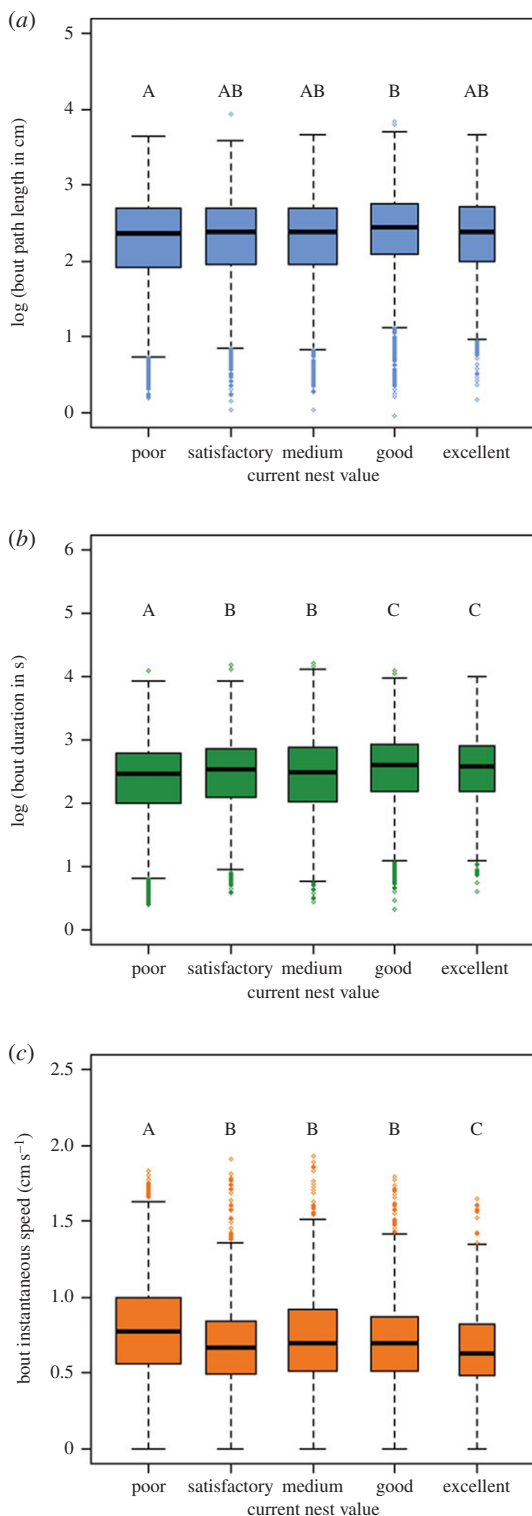 (a)
5
4
3
2
1
0
log (bout path length in cm)
A AB AB B AB
poor satisfactory medium good excellent
current nest value
(b)
6
5
4
3
2
1
0
log (bout duration in s)
A B B C C
poor satisfactory medium good excellent
current nest value
(c)
2.5
2.0
1.5
1.0
0.5
0
bout instantaneous speed (cm s⁻¹)
A B B B C
poor satisfactory medium good excellent
current nest value